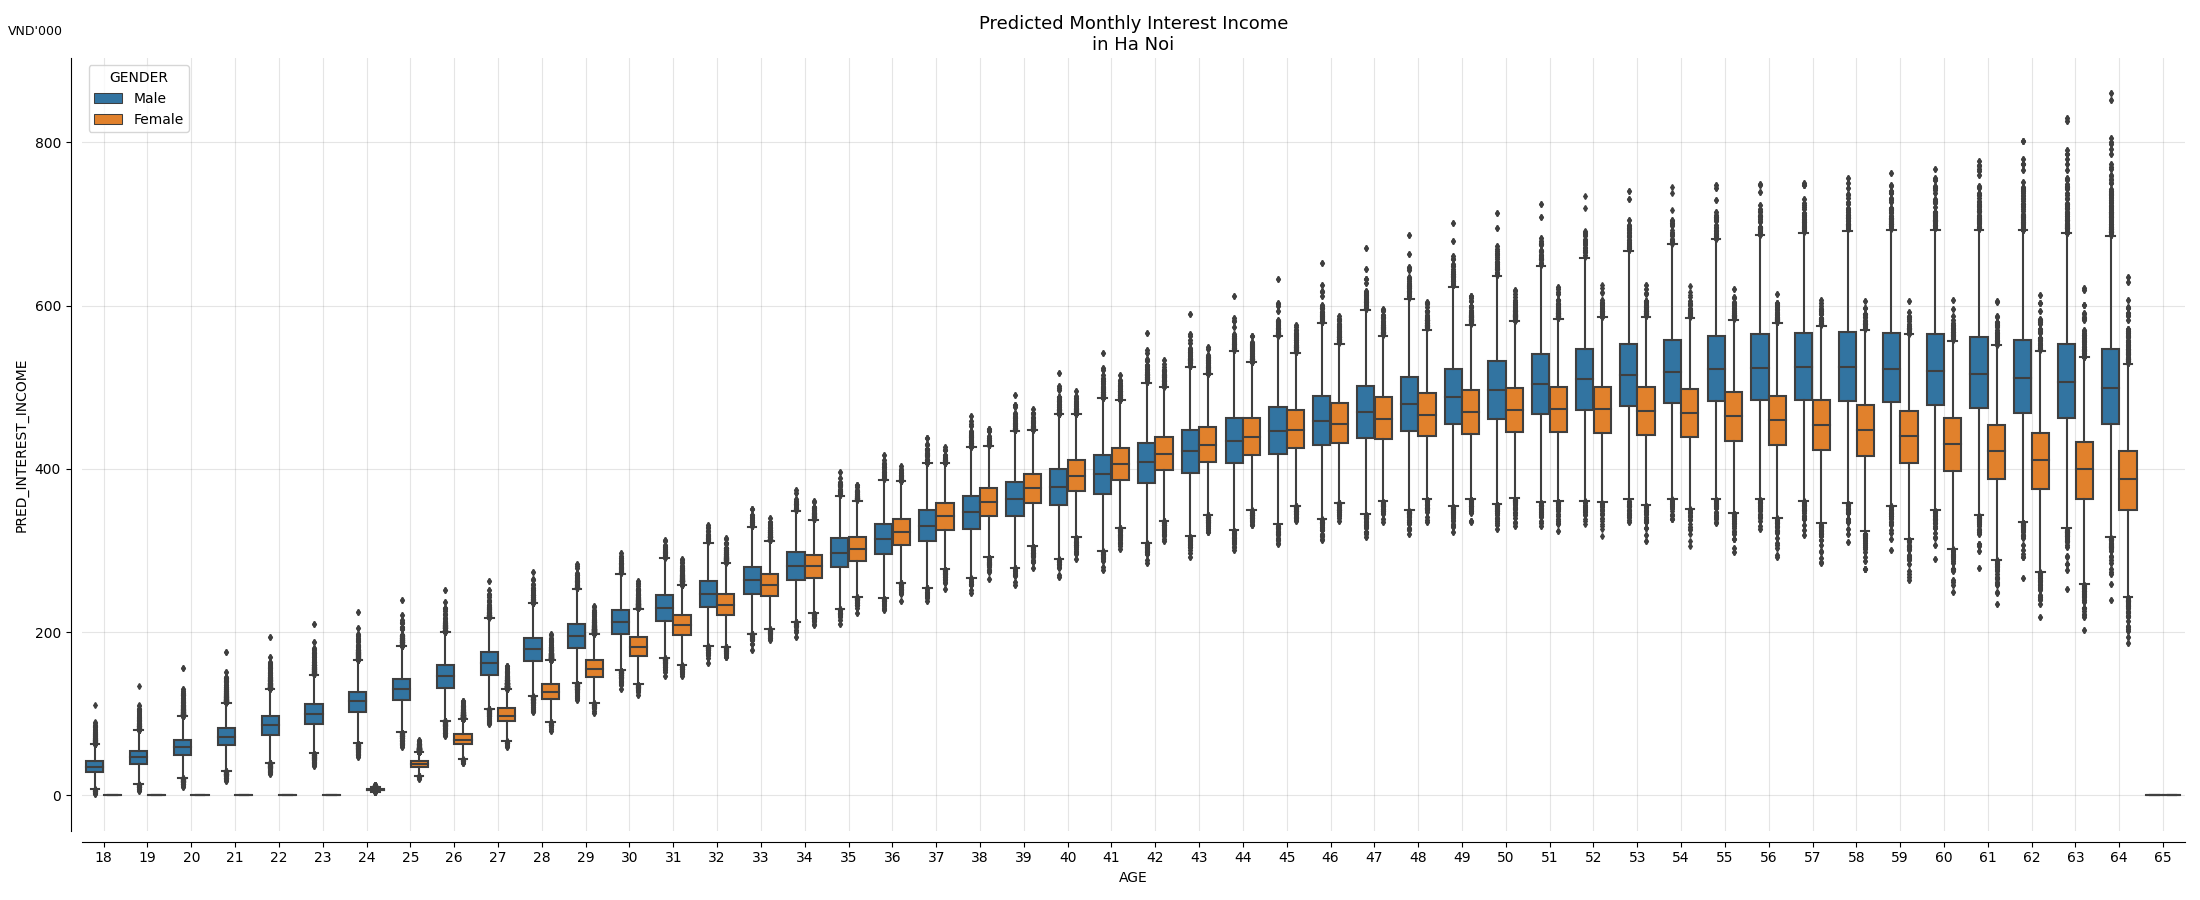 Predicted Monthly Interest Income
in Ha Noi
VND'000
GENDER
Male
Female
800
600
400
200
0
PRED_INTEREST_INCOME
18 19 20 21 22 23 24 25 26 27 28 29 30 31 32 33 34 35 36 37 38 39 40 41 42 43 44 45 46 47 48 49 50 51 52 53 54 55 56 57 58 59 60 61 62 63 64 65
AGE